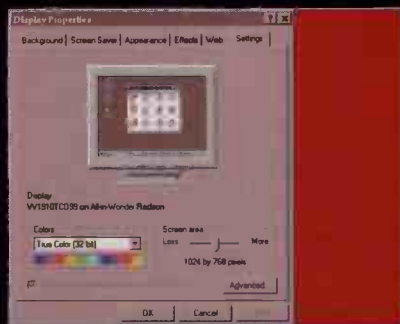 Display Properties
Background Screen Saver Appearance Effects Web Settings
Display:
on All-in-Wonder Radeon
Colors
True Color (32 bit)
Screen area
Less More
1024 by 768 pixels
Advanced...
OK Cancel